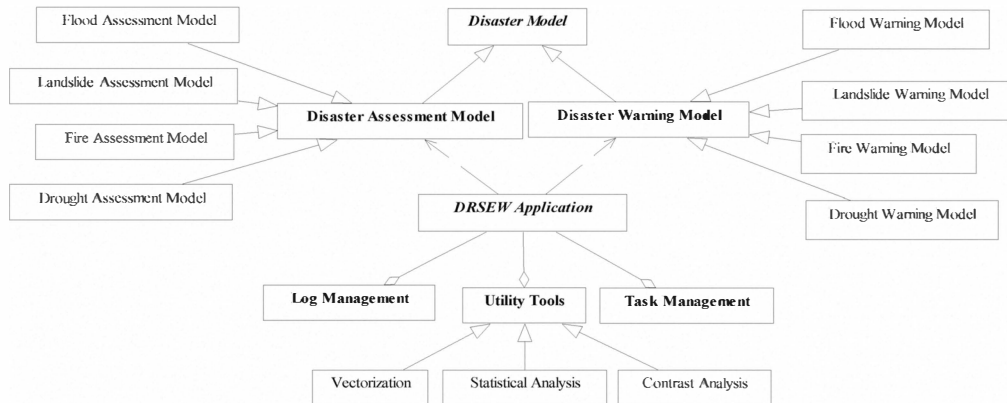 Flood Assessment Model
Disaster Model
Flood Warning Model
Landslide Assessment Model
Landslide Warning Model
Disaster Assessment Model
Disaster Warning Model
Fire Assessment Model
Fire Warning Model
Drought Assessment Model
DRSEW Application
Drought Warning Model
Log Management
Utility Tools
Task Management
Vectorization
Statistical Analysis
Contrast Analysis